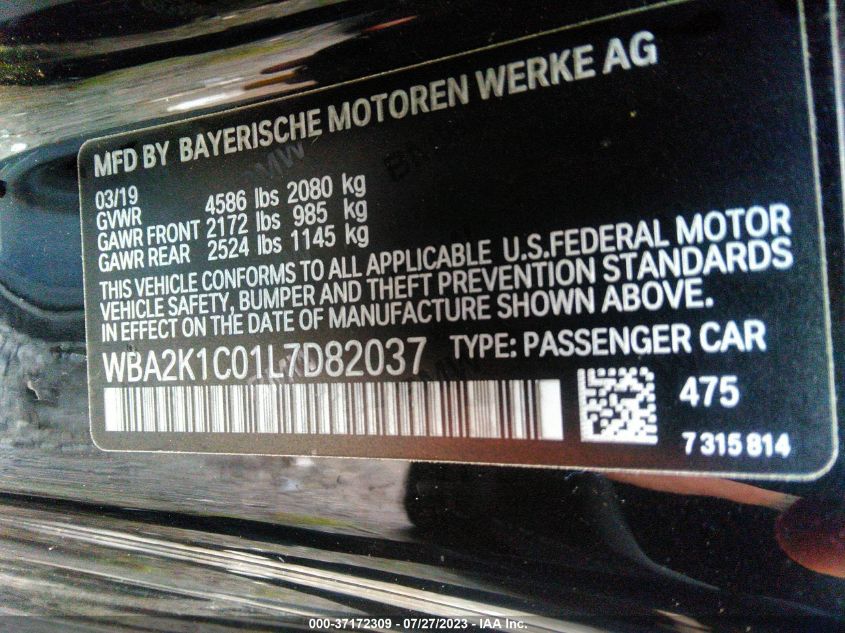 MFD BY BAYERISCHE MOTOREN WERKE AG
03/19
GVWR 4586 lbs 2080 kg
GAWR FRONT 2172 lbs 985 kg
GAWR REAR 2524 lbs 1145 kg
THIS VEHICLE CONFORMS TO ALL APPLICABLE U.S.FEDERAL MOTOR
VEHICLE SAFETY, BUMPER AND THEFT PREVENTION STANDARDS
IN EFFECT ON THE DATE OF MANUFACTURE SHOWN ABOVE.
WBA2K1C01L7D82037 TYPE: PASSENGER CAR
475
7 315 814
000-37172309 / 07/27/2023 - IAA Inc.